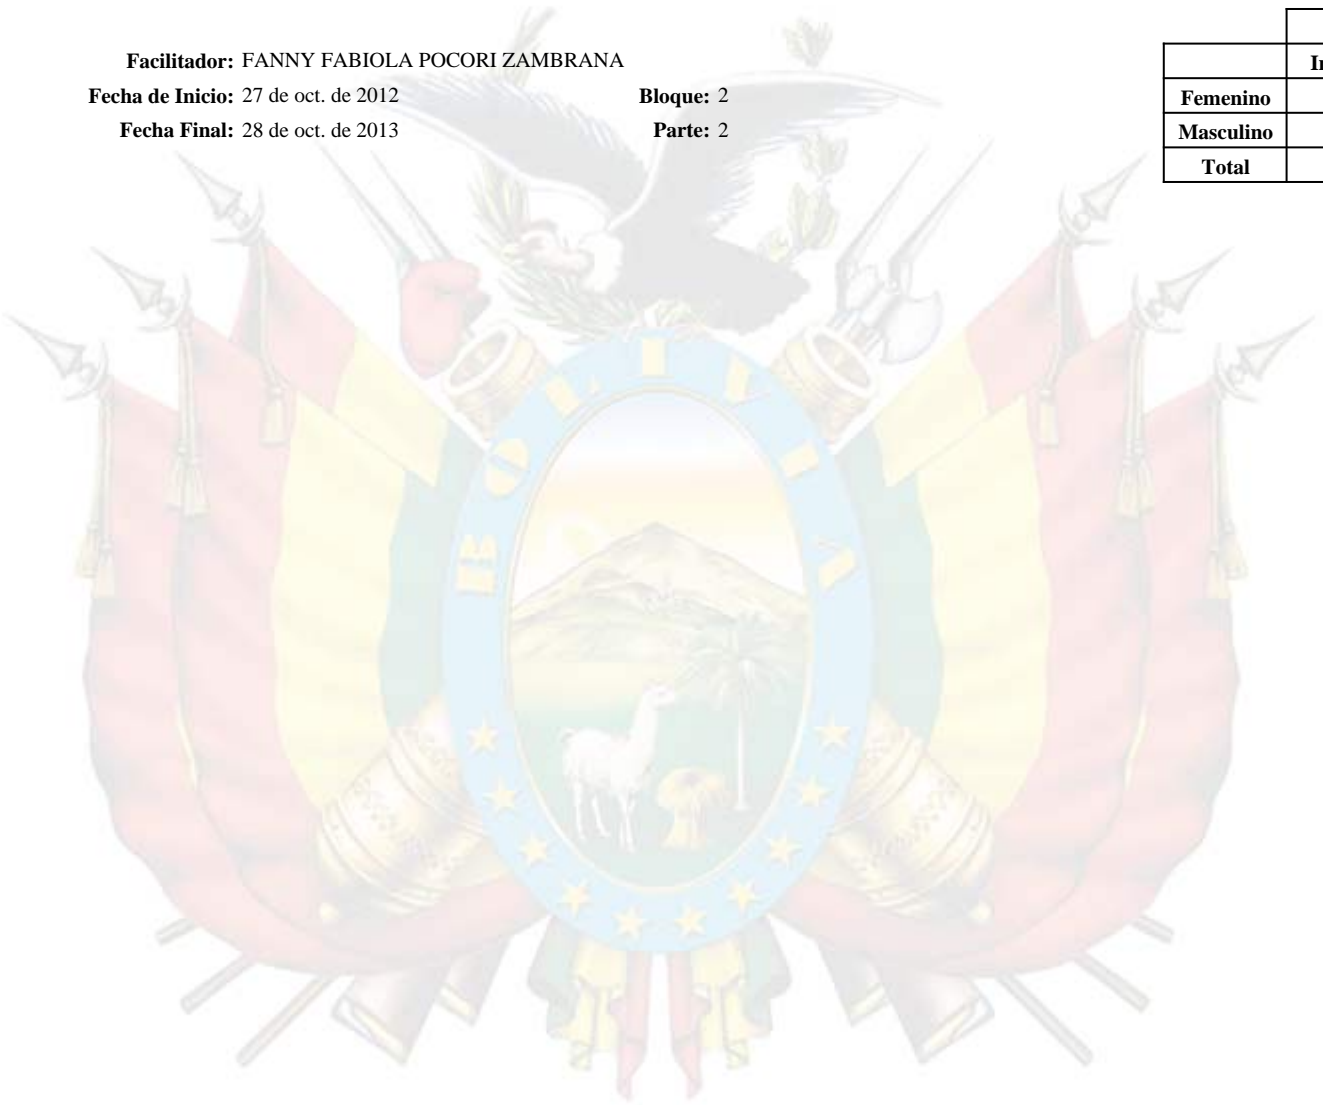 Facilitador: FANNY FABIOLA POCORI ZAMBRANA
Fecha de Inicio: 27 de oct. de 2012 Bloque: 2
Fecha Final: 28 de oct. de 2013 Parte: 2
Femenino
Masculino
Total
BOLIVIA